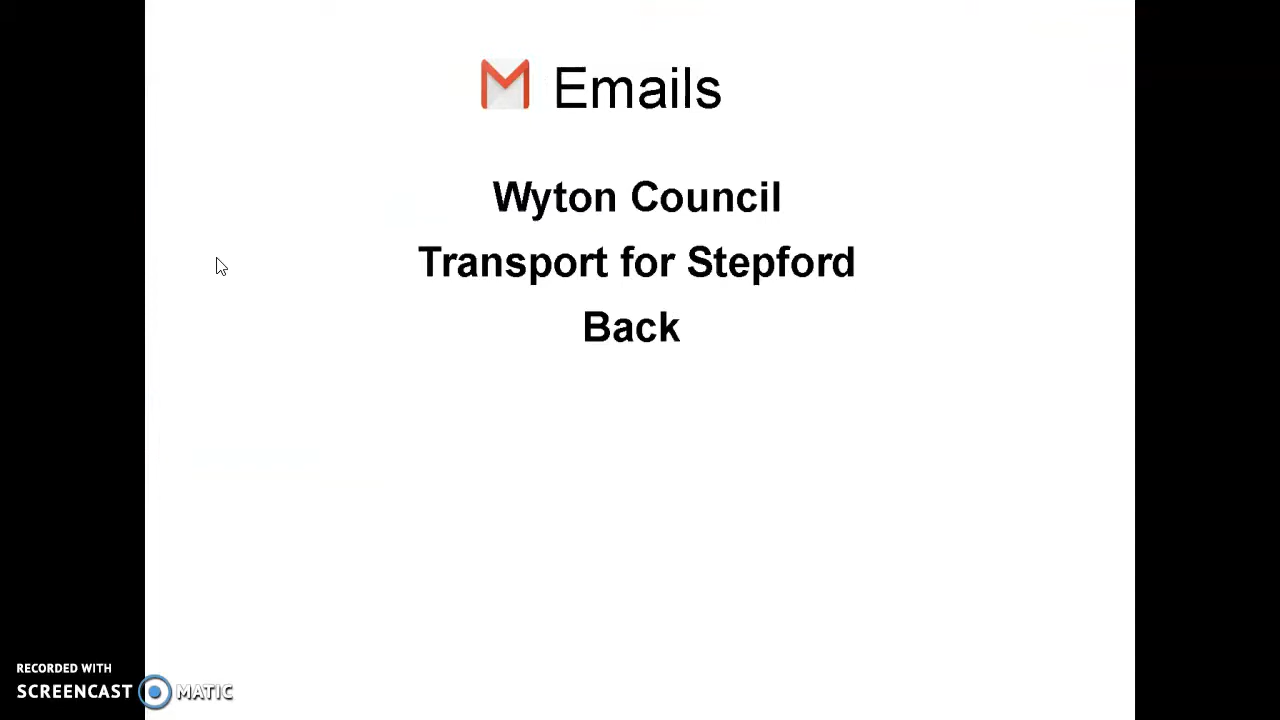 Emails
Wyton Council
Transport for Stepford
Back
RECORDED WITH
SCREENCAST MATIC